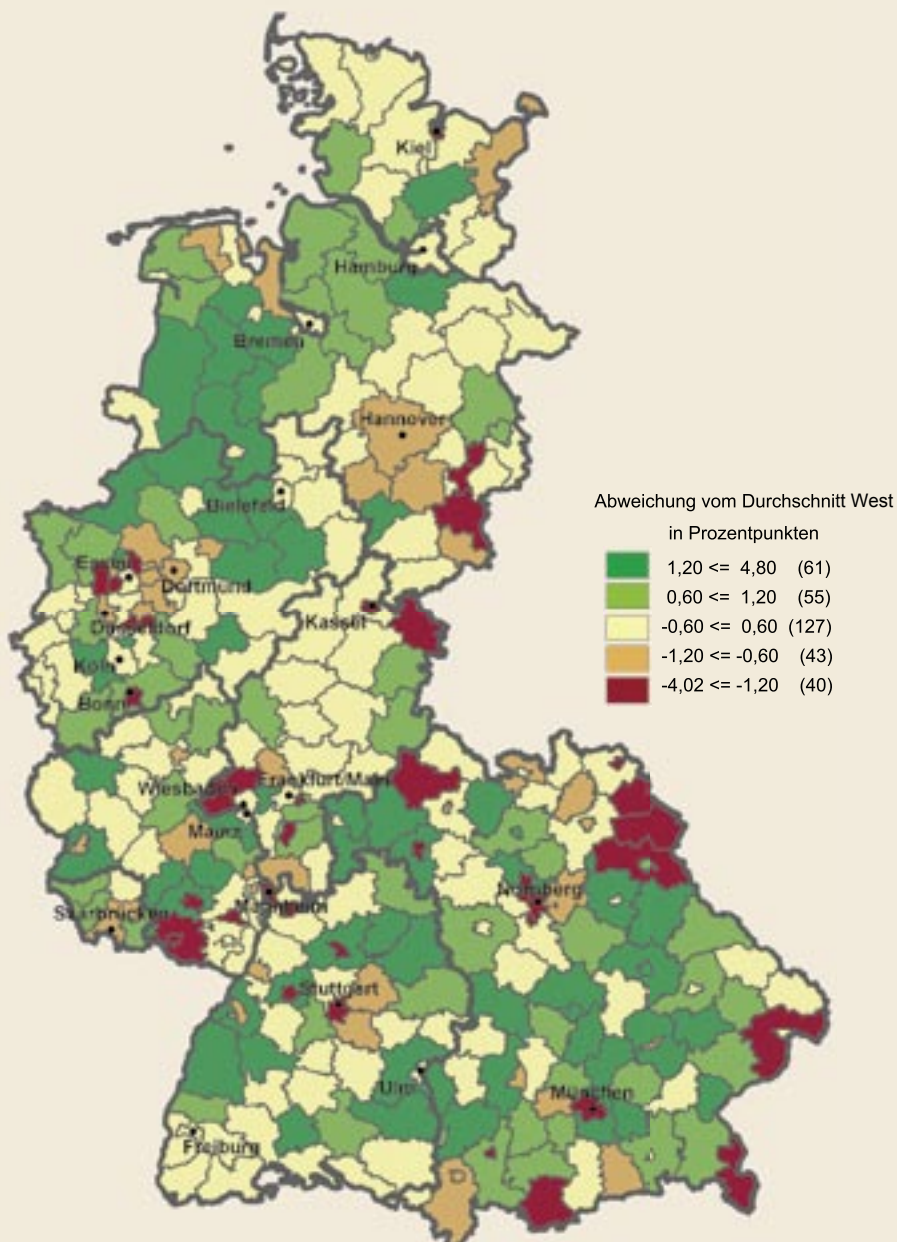 Kiel
Hamburg
Bremen
Hannover
Bielefeld
Abweichung vom Durchschnitt West
in Prozentpunkten
1,20 <= 4,80 (61)
0,60 <= 1,20 (55)
-0,60 <= 0,60 (127)
-1,20 <= -0,60 (43)
-4,02 <= -1,20 (40)
Essen
Dortmund
Düsseldorf
Kassel
Köln
Bonn
Wiesbaden
Frankfurt/Main
Mainz
Nürnberg
Mannheim
Saarbrücken
Stuttgart
Ulm
München
Freiburg